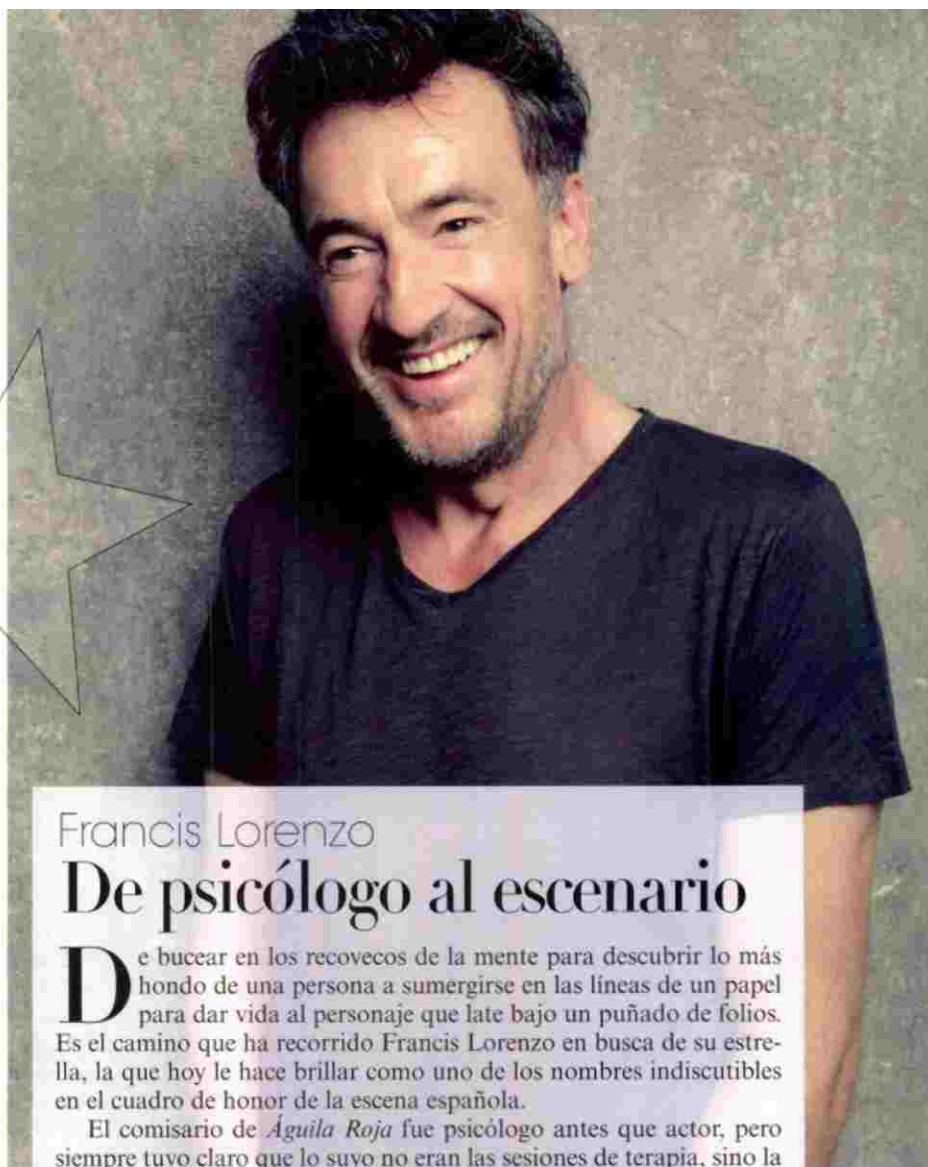 Francis Lorenzo
De psicólogo al escenario
De bucear en los recovecos de la mente para descubrir lo más
hondo de una persona a sumergirse en las líneas de un papel
para dar vida al personaje que late bajo un puñado de folios.
Es el camino que ha recorrido Francis Lorenzo en busca de su estre-
lla, la que hoy le hace brillar como uno de los nombres indiscutibles
en el cuadro de honor de la escena española.
El comisario de Águila Roja fue psicólogo antes que actor, pero
siempre tuvo claro que lo suyo no eran las sesiones de terapia, sino la